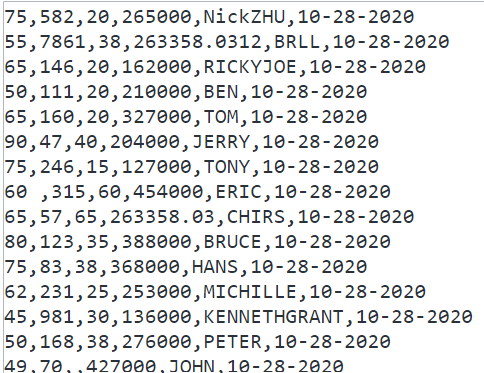 75,582,20,265000,NickZHU,10-28-2020
55,7861,38,263358.0312,BRLL,10-28-2020
65,146,20,162000,RICKYJOE,10-28-2020
50,111,20,210000,BEN,10-28-2020
65,160,20,327000,TOM,10-28-2020
90,47,40,204000,JERRY,10-28-2020
75,246,15,127000,TONY,10-28-2020
60 ,315,60,454000,ERIC,10-28-2020
65,57,65,263358.03,CHIRS,10-28-2020
80,123,35,388000,BRUCE,10-28-2020
75,83,38,368000,HANS,10-28-2020
62,231,25,253000,MICHILLE,10-28-2020
45,981,30,136000,KENNETHGRANT,10-28-2020
50,168,38,276000,PETER,10-28-2020
49,70,,427000,JOHN,10-28-2020